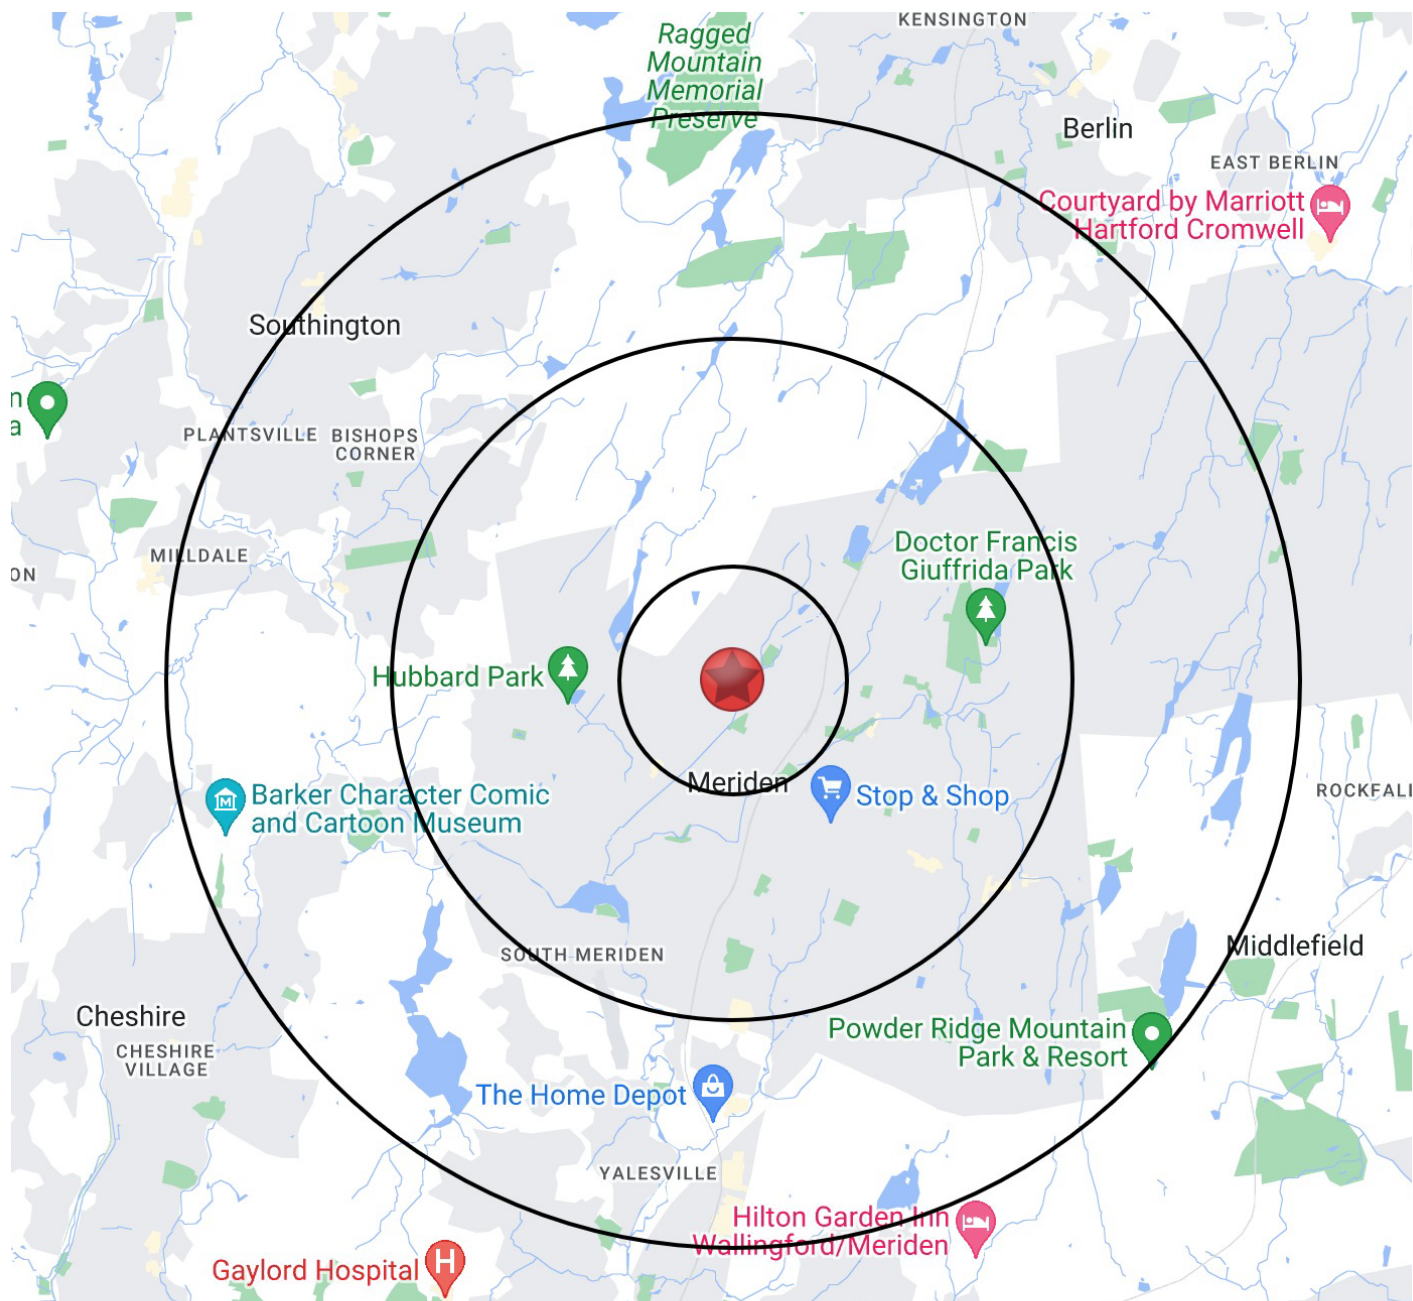 KENSINGTON
Ragged
Mountain
Memorial
Preserve
Berlin
EAST BERLIN
Courtyard by Marriott
Hartford Cromwell
Southington
n
a
PLANTSVILLE
BISHOPS
CORNER
MILLDALE
ON
Doctor Francis
Giuffrida Park
Hubbard Park
Meriden
Stop & Shop
Barker Character Comic
and Cartoon Museum
M
ROCKFALL
SOUTH MERIDEN
Middlefield
Cheshire
CHESHIRE
VILLAGE
Powder Ridge Mountain
Park & Resort
The Home Depot
YALESVILLE
Hilton Garden Inn
Wallingford/Meriden
Gaylord Hospital
H